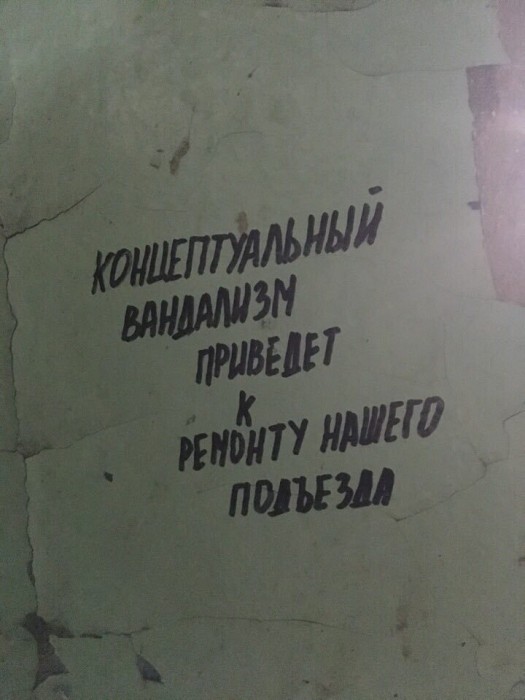 КОНЦЕПТУАЛЬНЫЙ
ВАНДАЛИЗМ
ПРИВЕДЕТ
К
РЕМОНТУ НАШЕГО
ПОДЪЕЗДА